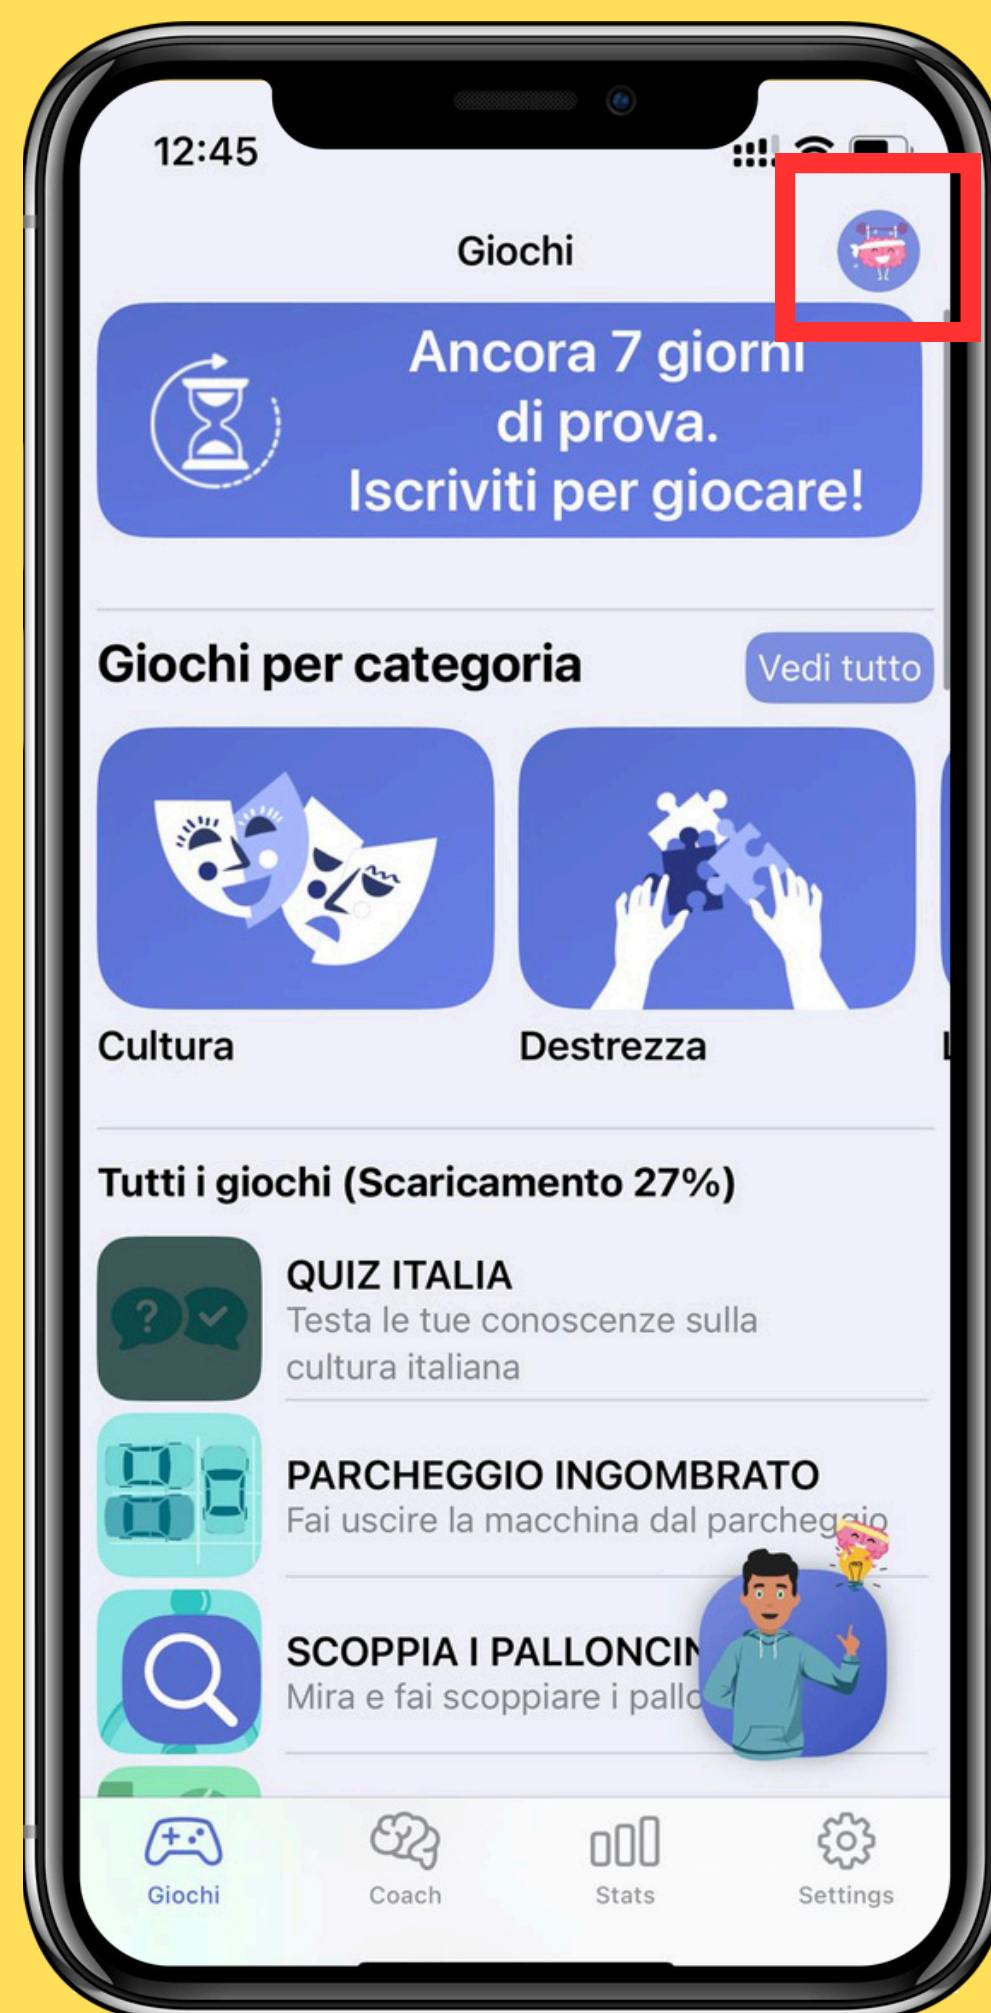 12:45
Giochi
Ancora 7 giorni
di prova.
Iscriviti per giocare!
Giochi per categoria
Vedi tutto
Cultura
Destrezza
Tutti i giochi (Scaricamento 27%)
QUIZ ITALIA
Testa le tue conoscenze sulla
cultura italiana
PARCHEGGIO INGOMBRATO
Fai uscire la macchina dal parcheggio
SCOPPIA I
Mira e fai scoppiare i
Giochi
Coach
Stats
Settings